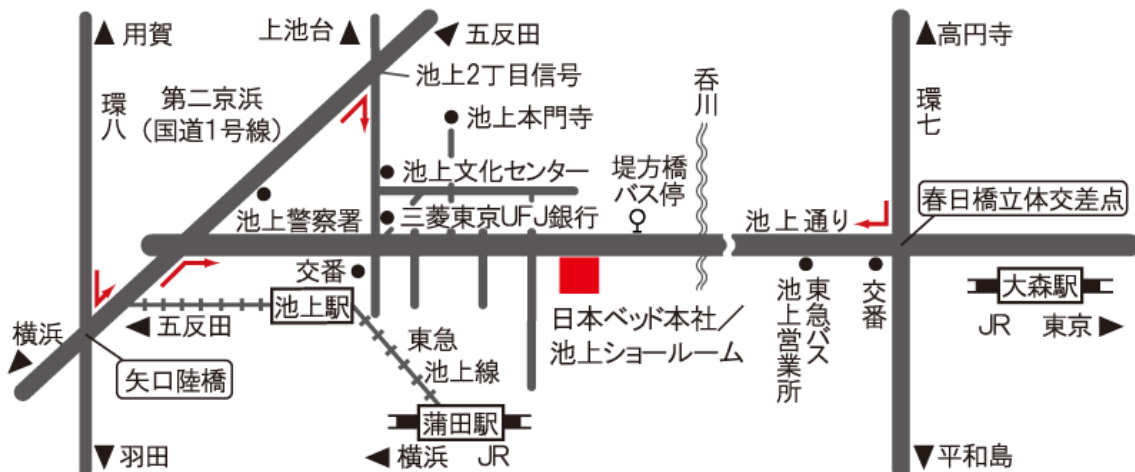 用賀
上池台
五反田
高円寺
池上2丁目信号
環八
第二京浜
(国道1号線)
呑川
環七
池上本門寺
池上文化センター
堤方橋
バス停
池上警察署
三菱東京UFJ銀行
池上通り
春日橋立体交差点
交番
池上駅
五反田
横浜
矢口陸橋
東急
池上線
日本ベッド本社/
池上ショールーム
東急バス
池上営業所
交番
大森駅
JR 東京
蒲田駅
横浜 JR
羽田
平和島